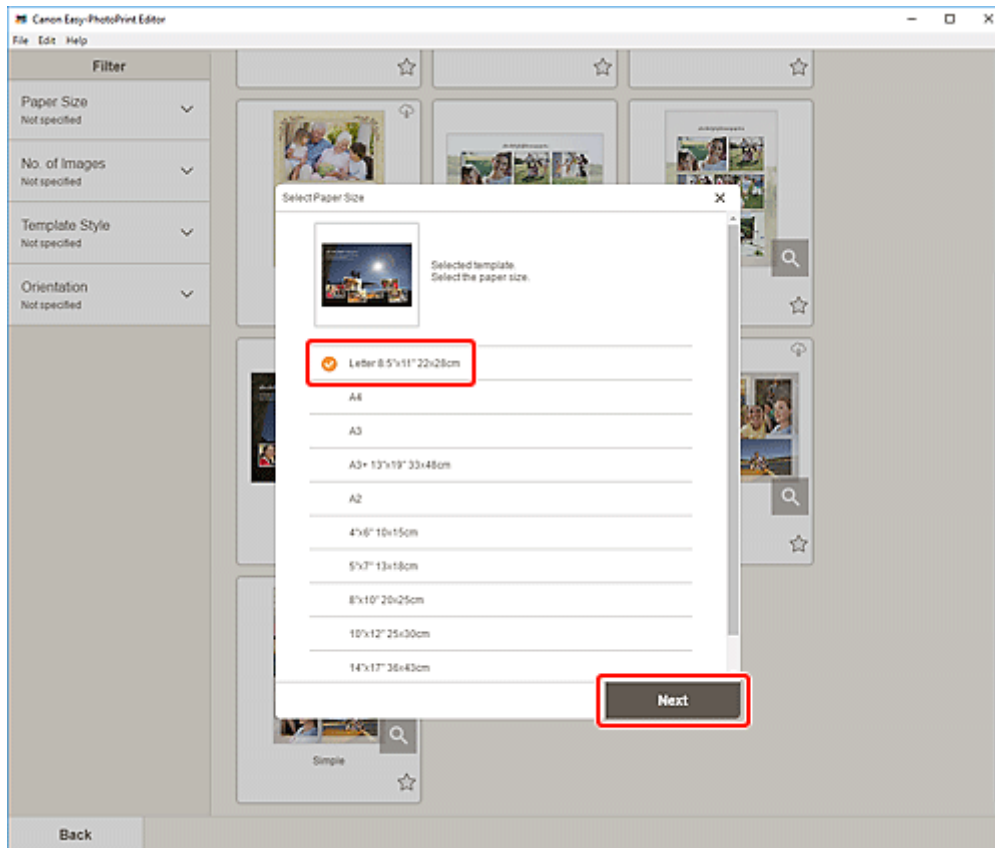 Canon Easy-PhotoPrint Editor
File Edit Help
Filter
Paper Size
Not specified
No. of Images
Not specified
Template Style
Not specified
Orientation
Not specified
Select Paper Size
Selected template.
Select the paper size.
Letter 8.5"x11" 22x28cm
A4
A3
A3+ 13"x19" 33x48cm
A2
4"x6" 10x15cm
5"x7" 13x18cm
8"x10" 20x25cm
10"x12" 25x30cm
14"x17" 36x43cm
Next
Simple
Back